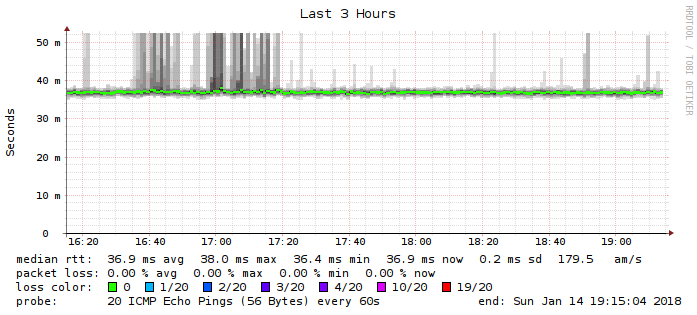 Last 3 Hours
RRDTOOL / TOBI OETIKER
Seconds
50 m
40 m
30 m
20 m
10 m
0
16:20 16:40 17:00 17:20 17:40 18:00 18:20 18:40 19:00
median rtt: 36.9 ms avg 38.0 ms max 36.4 ms min 36.9 ms now 0.2 ms sd 179.5 am/s
packet loss: 0.00 % avg 0.00 % max 0.00 % min 0.00 % now
loss color: 0 1/20 2/20 3/20 4/20 10/20 19/20
probe: 20 ICMP Echo Pings (56 Bytes) every 60s end: Sun Jan 14 19:15:04 2018